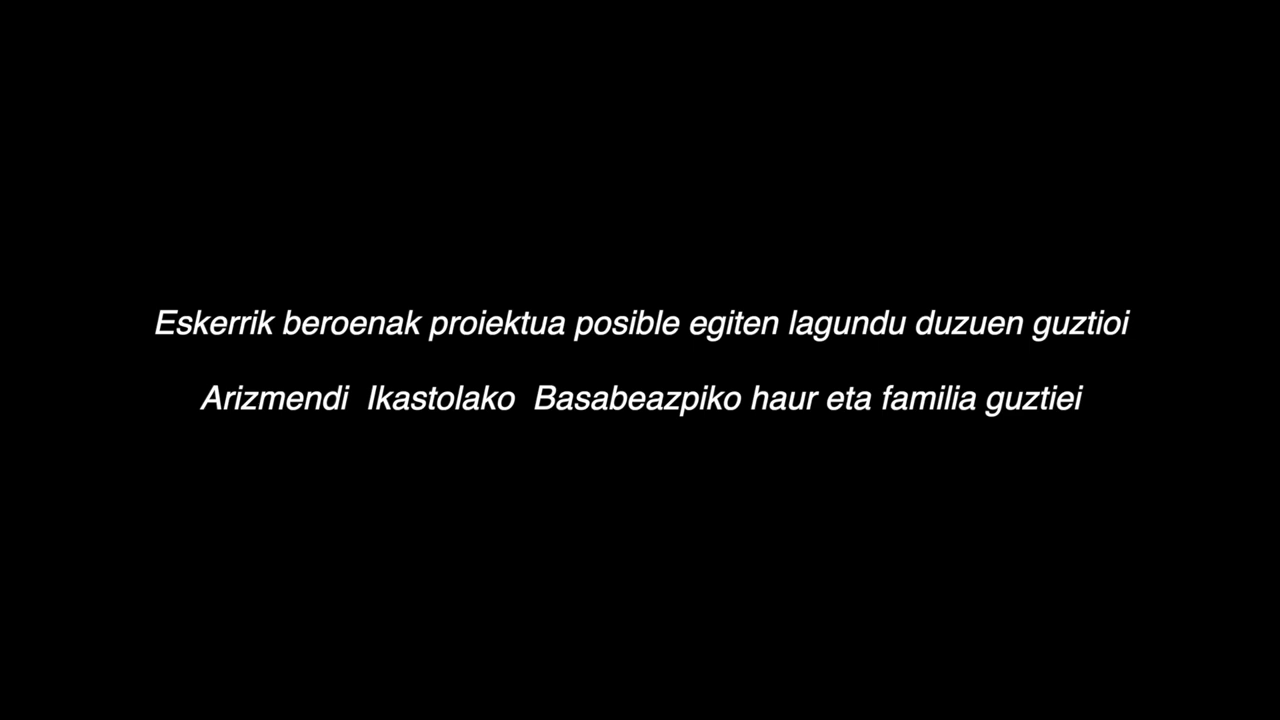 Eskerrik beroenak proiektua posible egiten lagundu duzuen guztioi
Arizmendi Ikastolako Basabeazpiko haur eta familia guztiei